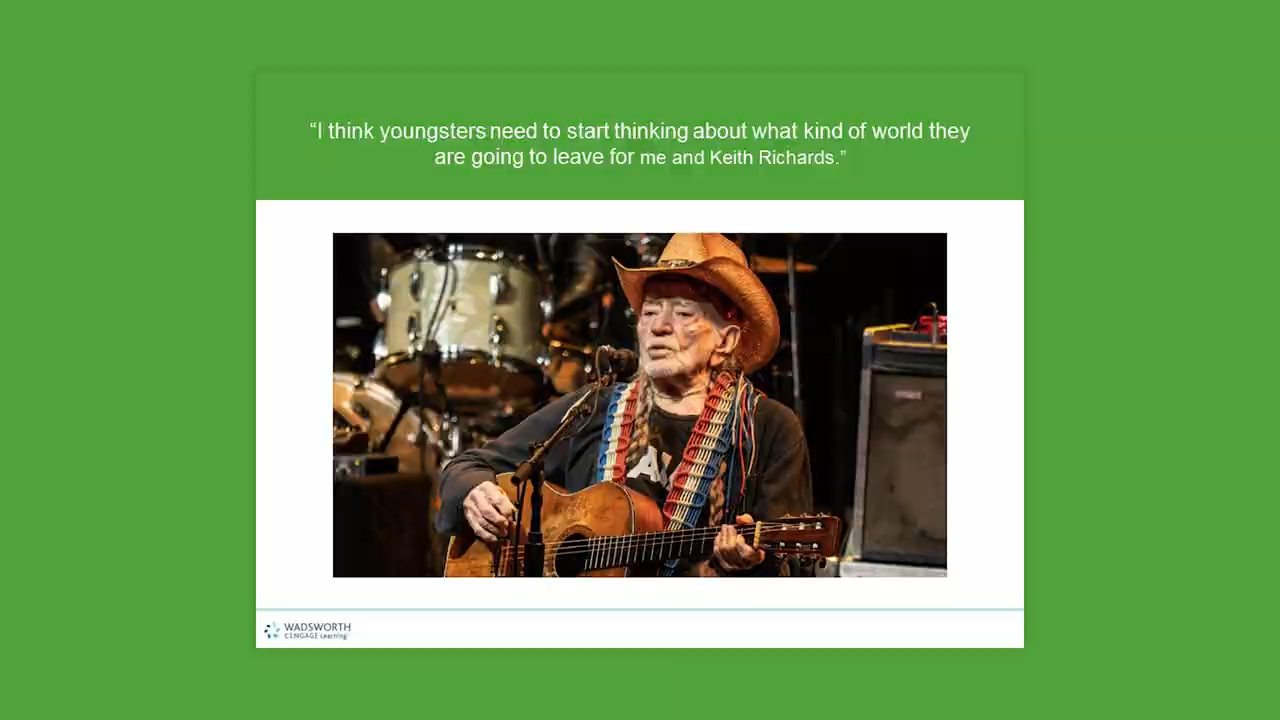 “I think youngsters need to start thinking about what kind of world they
are going to leave for me and Keith Richards.”
WADSWORTH
CENGAGE Learning